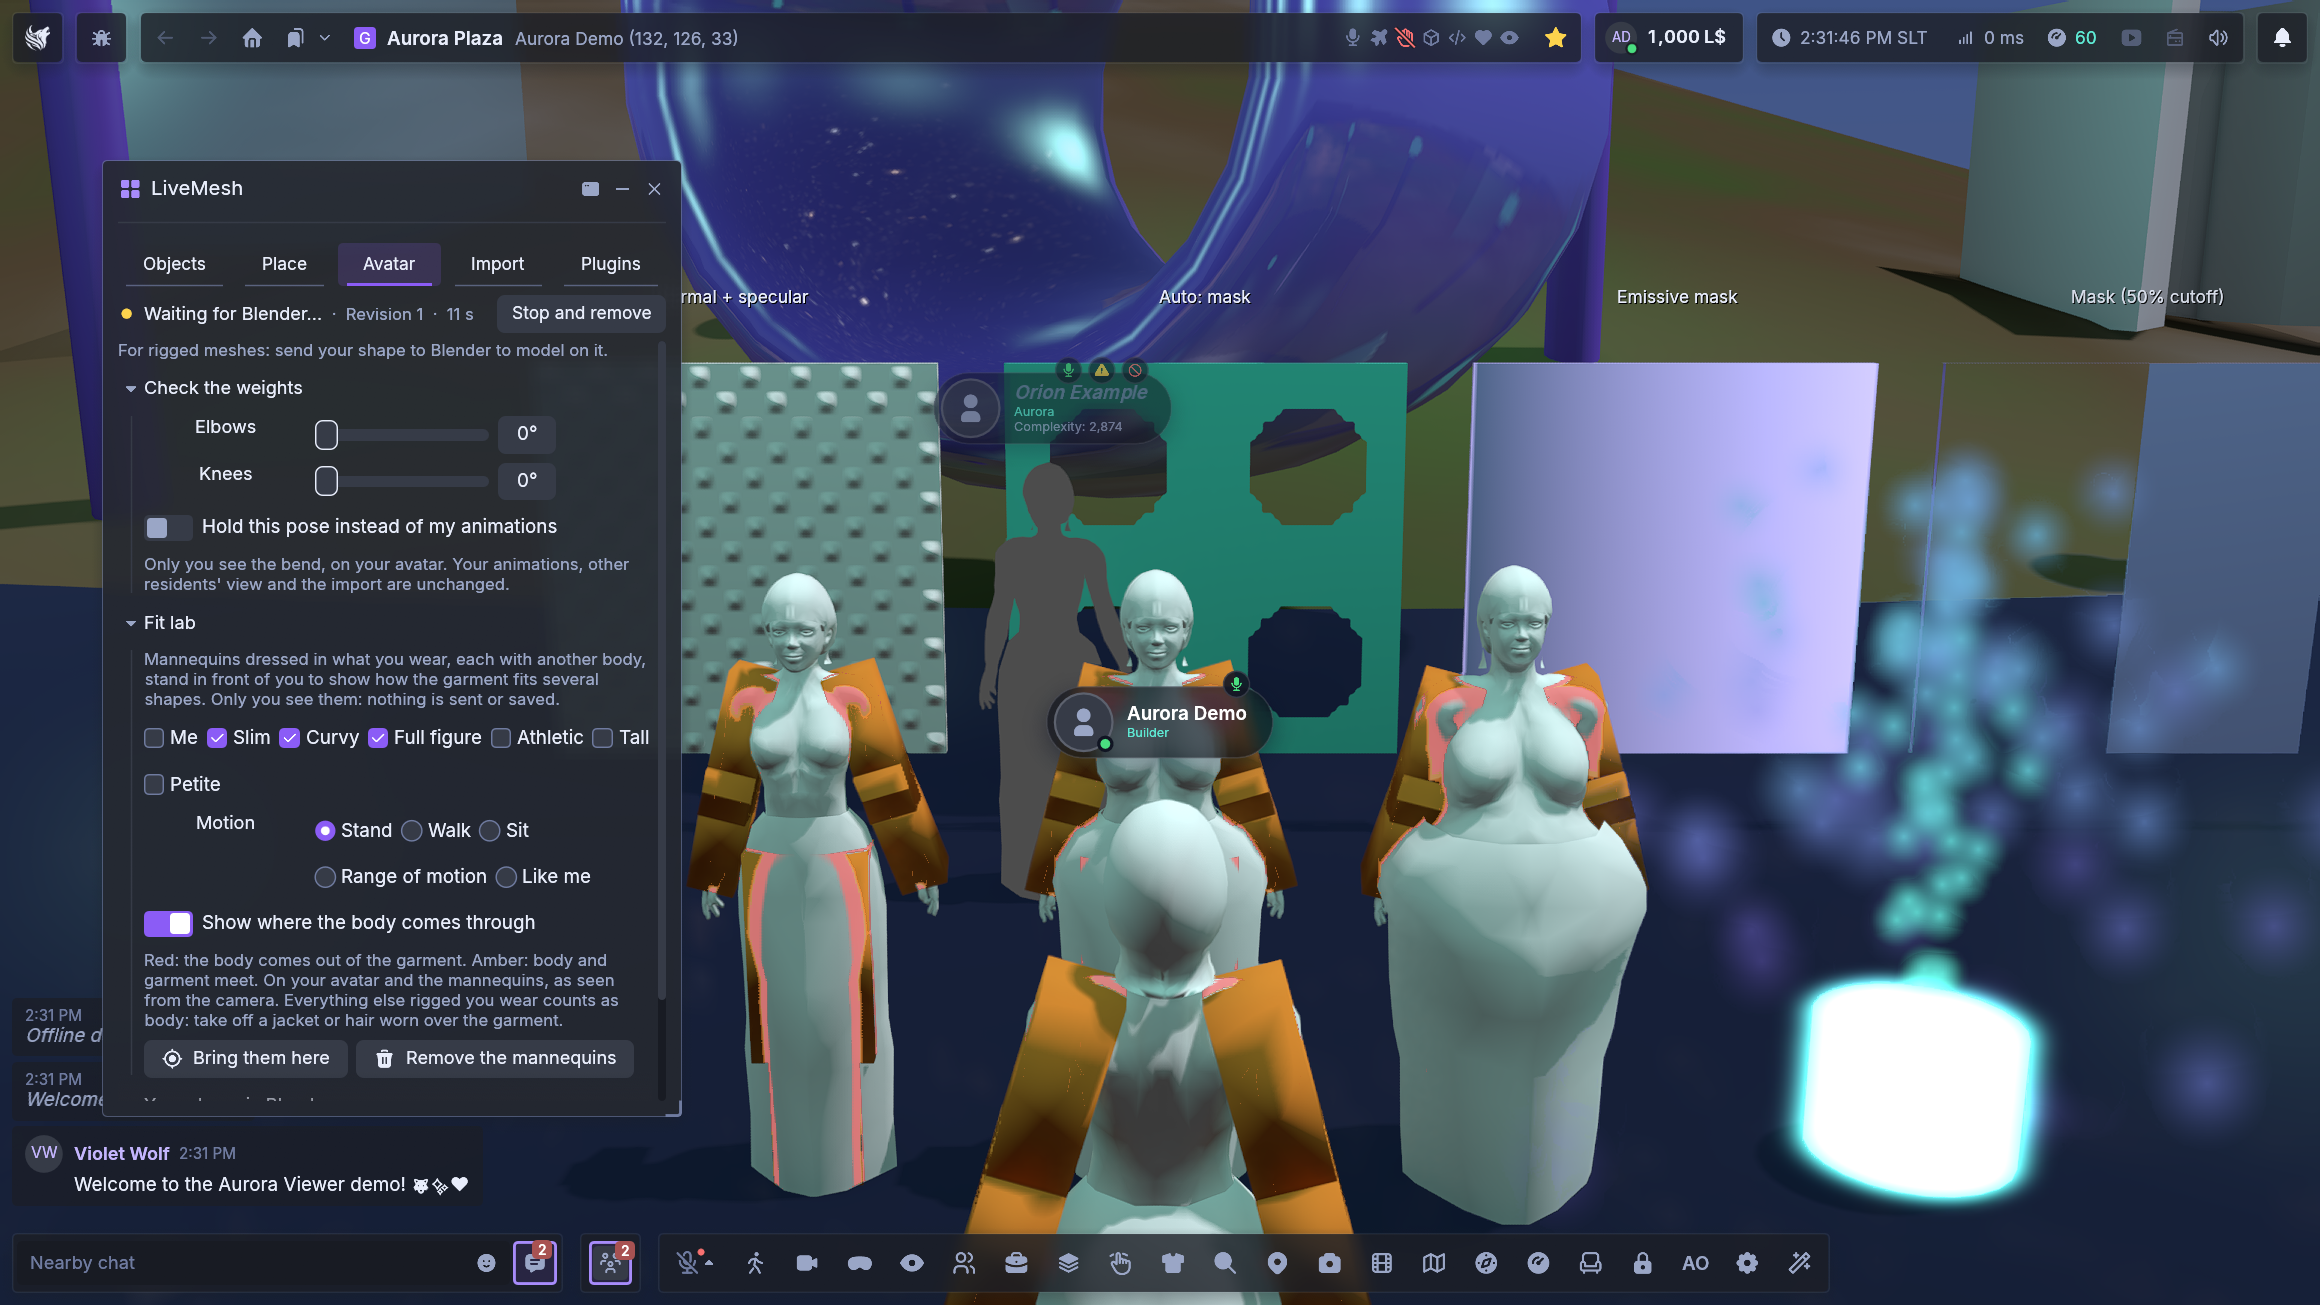 G Aurora Plaza Aurora Demo (132, 126, 33)
AD 1,000 L$
2:31:46 PM SLT 0 ms 60
LiveMesh
Objects Place Avatar Import Plugins
Waiting for Blender... · Revision 1 · 11 s Stop and remove
For rigged meshes: send your shape to Blender to model on it.
Check the weights
Elbows 0°
Knees 0°
Hold this pose instead of my animations
Only you see the bend, on your avatar. Your animations, other
residents' view and the import are unchanged.
Fit lab
Mannequins dressed in what you wear, each with another body,
stand in front of you to show how the garment fits several
shapes. Only you see them: nothing is sent or saved.
Me Slim Curvy Full figure Athletic Tall
Petite
Motion Stand Walk Sit
Range of motion Like me
Show where the body comes through
Red: the body comes out of the garment. Amber: body and
garment meet. On your avatar and the mannequins, as seen
from the camera. Everything else rigged you wear counts as
body: take off a jacket or hair worn over the garment.
Bring them here Remove the mannequins
rmal + specular
Auto: mask
Emissive mask
Mask (50% cutoff)
Orion Example
Aurora
Complexity: 2,874
Aurora Demo
Builder
2:31 PM
Offline d
2:31 PM
Welcome
VW Violet Wolf 2:31 PM
Welcome to the Aurora Viewer demo!
Nearby chat 2 2
AO